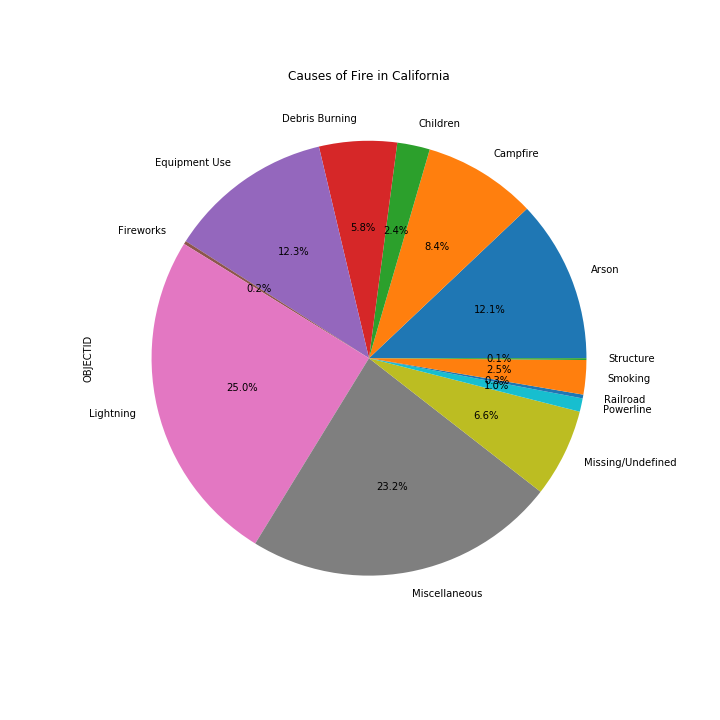 Causes of Fire in California
Debris Burning
Children
Equipment Use
Campfire
Fireworks
5.8%
2.4%
8.4%
12.3%
Arson
0.2%
12.1%
OBJECTID
0.1%
Structure
2.5%
Smoking
0.3%
1.0%
Railroad
Powerline
25.0%
Lightning
6.6%
Missing/Undefined
23.2%
Miscellaneous